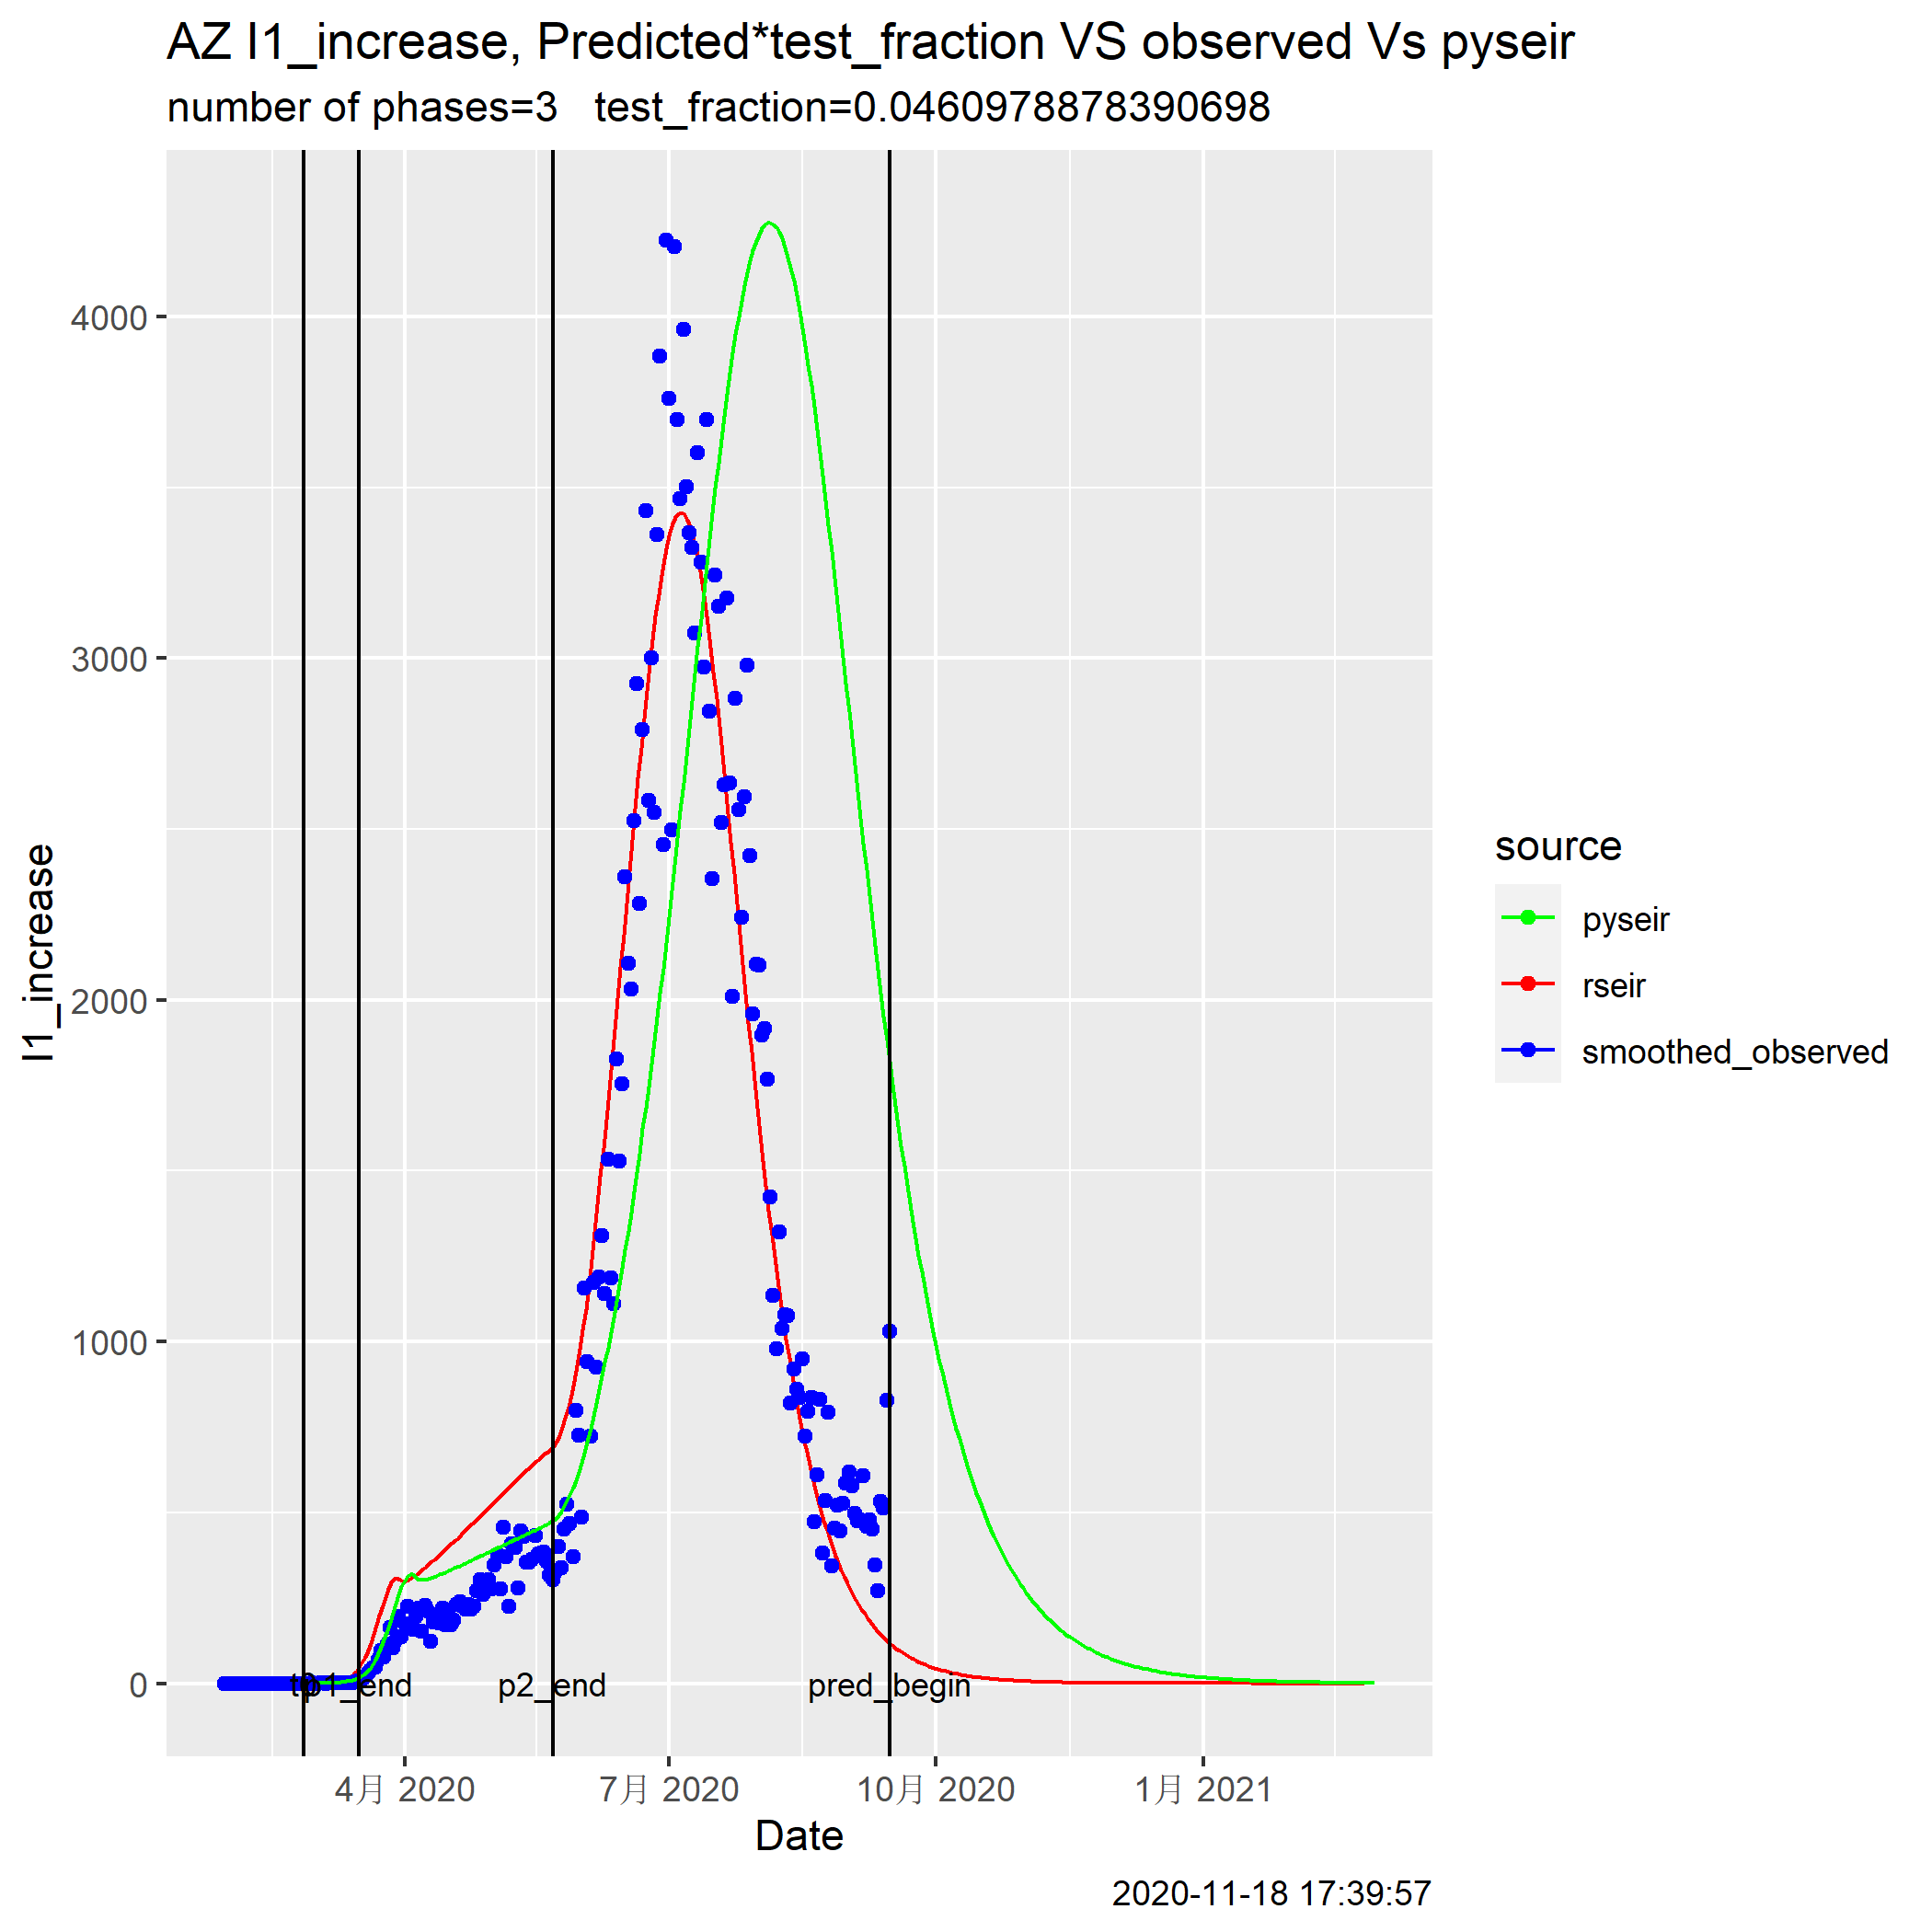 AZ I1_increase, Predicted*test_fraction VS observed Vs pyseir
number of phases=3   test_fraction=0.0460978878390698
4000
3000
2000
1000
0
I1_increase
p1_end
p2_end
pred_begin
4月 2020
7月 2020
10月 2020
1月 2021
Date
source
pyseir
rseir
smoothed_observed
2020-11-18 17:39:57